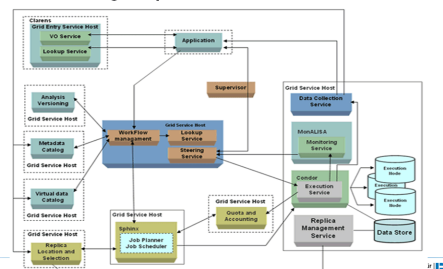 Clarens
Grid Entry Service Host
VO Service
Lookup Service
Application
Supervisor
Analysis
Versioning
Grid Service Host
Metadata
Catalog
Grid Service Host
Virtual data
Catalog
Grid Service Host
Replica
Location and
Selection
Grid Service Host
WorkFlow
management
Lookup
Service
Steering
Service
Grid Service Host
Sphinx
Job Planner
Job Scheduler
Grid Service Host
Quota and
Accounting
Grid Service Host
Data Collection
Service
MonALISA
Monitoring
Service
Condor
Execution
Service
Replica
Management
Service
Execution
Node
Execution
Execution
Node
Data Store